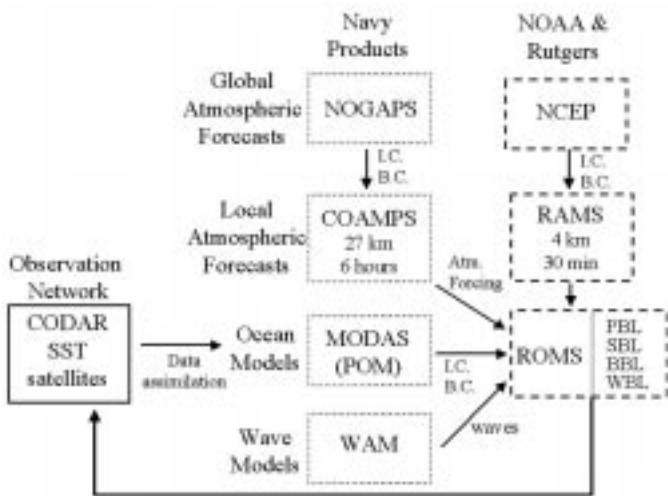 Navy
Products
NOAA &
Rutgers
Global
Atmospheric
Forecasts
NOGAPS
NCEP
I.C.
B.C.
I.C.
B.C.
Local
Atmospheric
Forecasts
COAMPS
27 km
6 hours
RAMS
4 km
30 min
Atm.
Forcing
Observation
Network
CODAR
SST
satellites
Data
assimilation
Ocean
Models
MODAS
(POM)
I.C.
B.C.
ROMS
PBL
SBL
BBL
WBL
Wave
Models
WAM
waves